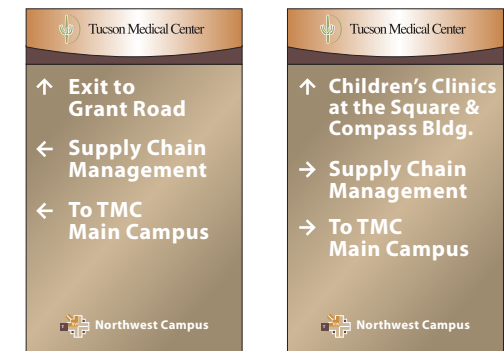 Tucson Medical Center
↑ Exit to
Grant Road
← Supply Chain
Management
← To TMC
Main Campus
Northwest Campus
Tucson Medical Center
↑ Children's Clinics
at the Square &
Compass Bldg.
→ Supply Chain
Management
→ To TMC
Main Campus
Northwest Campus